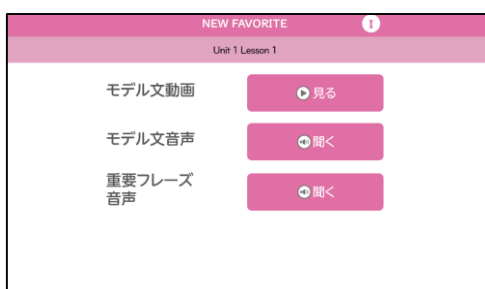 NEW FAVORITE I
Unit 1 Lesson 1
モデル文動画 見る
モデル文音声 聞く
重要フレーズ
音声 聞く